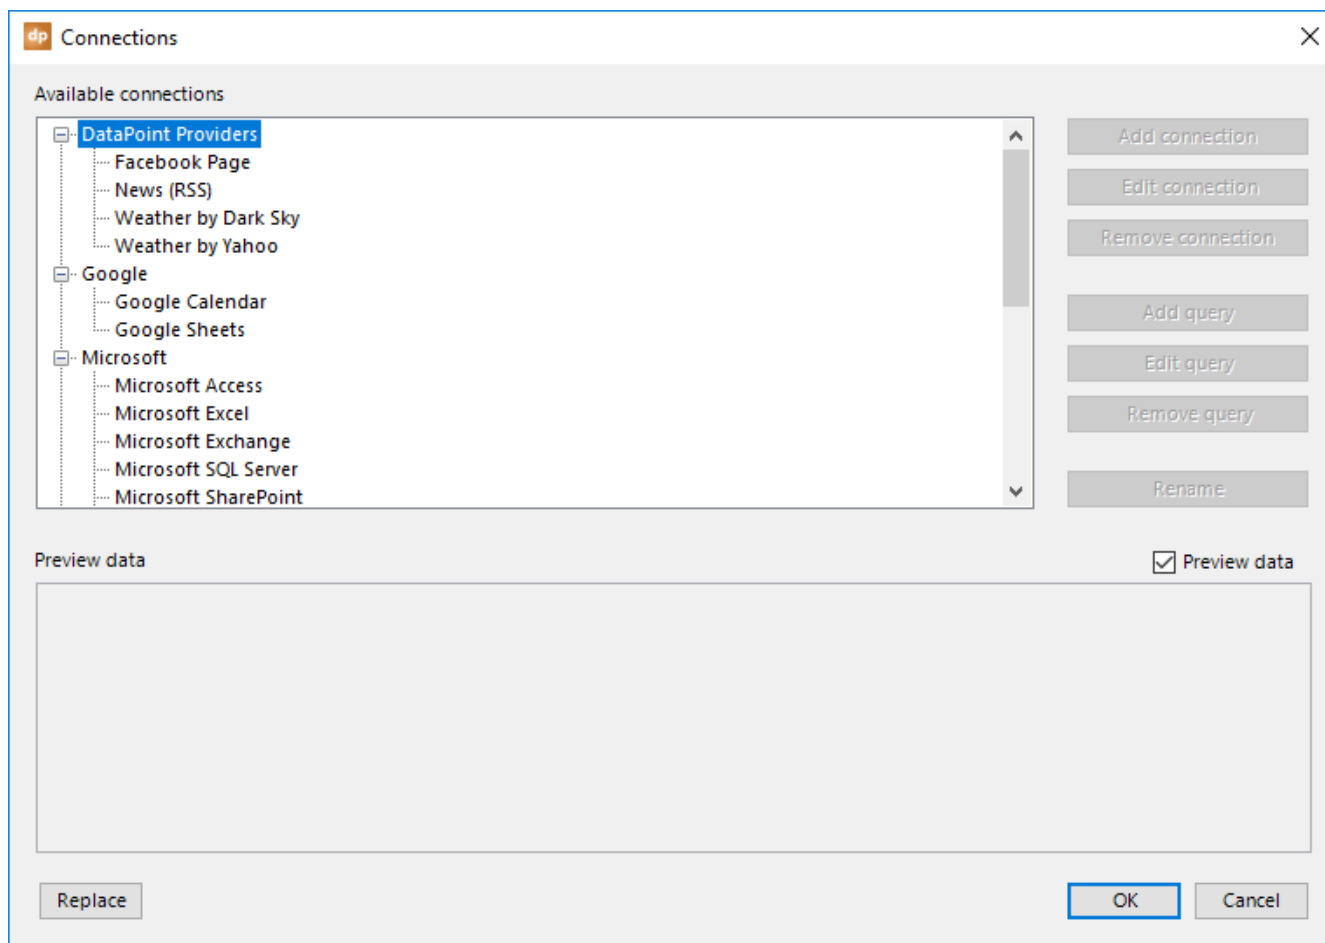 dp Connections
Available connections
DataPoint Providers
Facebook Page
News (RSS)
Weather by Dark Sky
Weather by Yahoo
Google
Google Calendar
Google Sheets
Microsoft
Microsoft Access
Microsoft Excel
Microsoft Exchange
Microsoft SQL Server
Microsoft SharePoint
Add connection
Edit connection
Remove connection
Add query
Edit query
Remove query
Rename
Preview data
Preview data
Replace
OK
Cancel